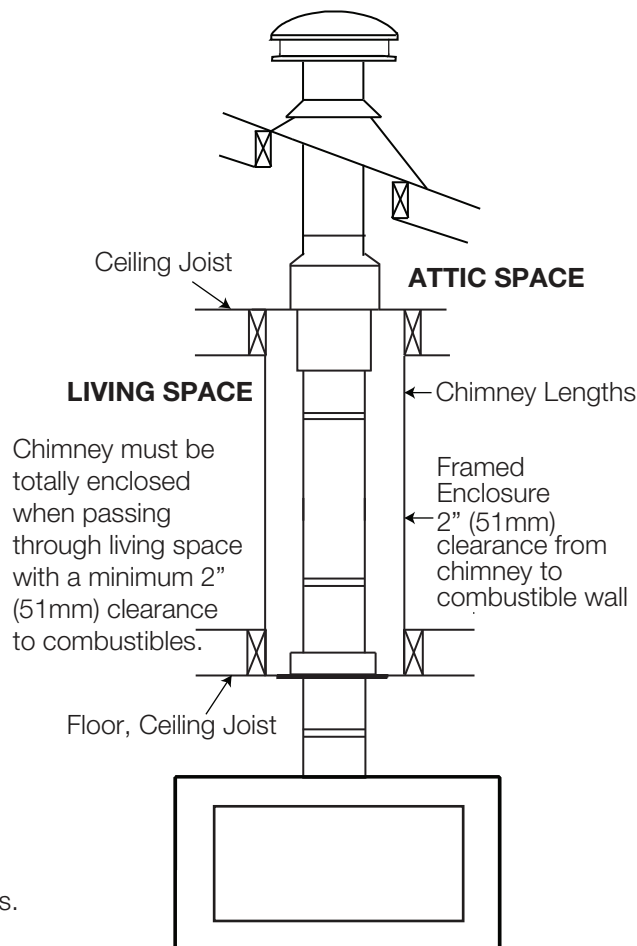 Ceiling Joist
ATTIC SPACE
LIVING SPACE
Chimney Lengths
Chimney must be
totally enclosed
when passing
through living space
with a minimum 2”
(51mm) clearance
to combustibles.
Framed
Enclosure
2” (51mm)
clearance from
chimney to
combustible wall
Floor, Ceiling Joist
s.